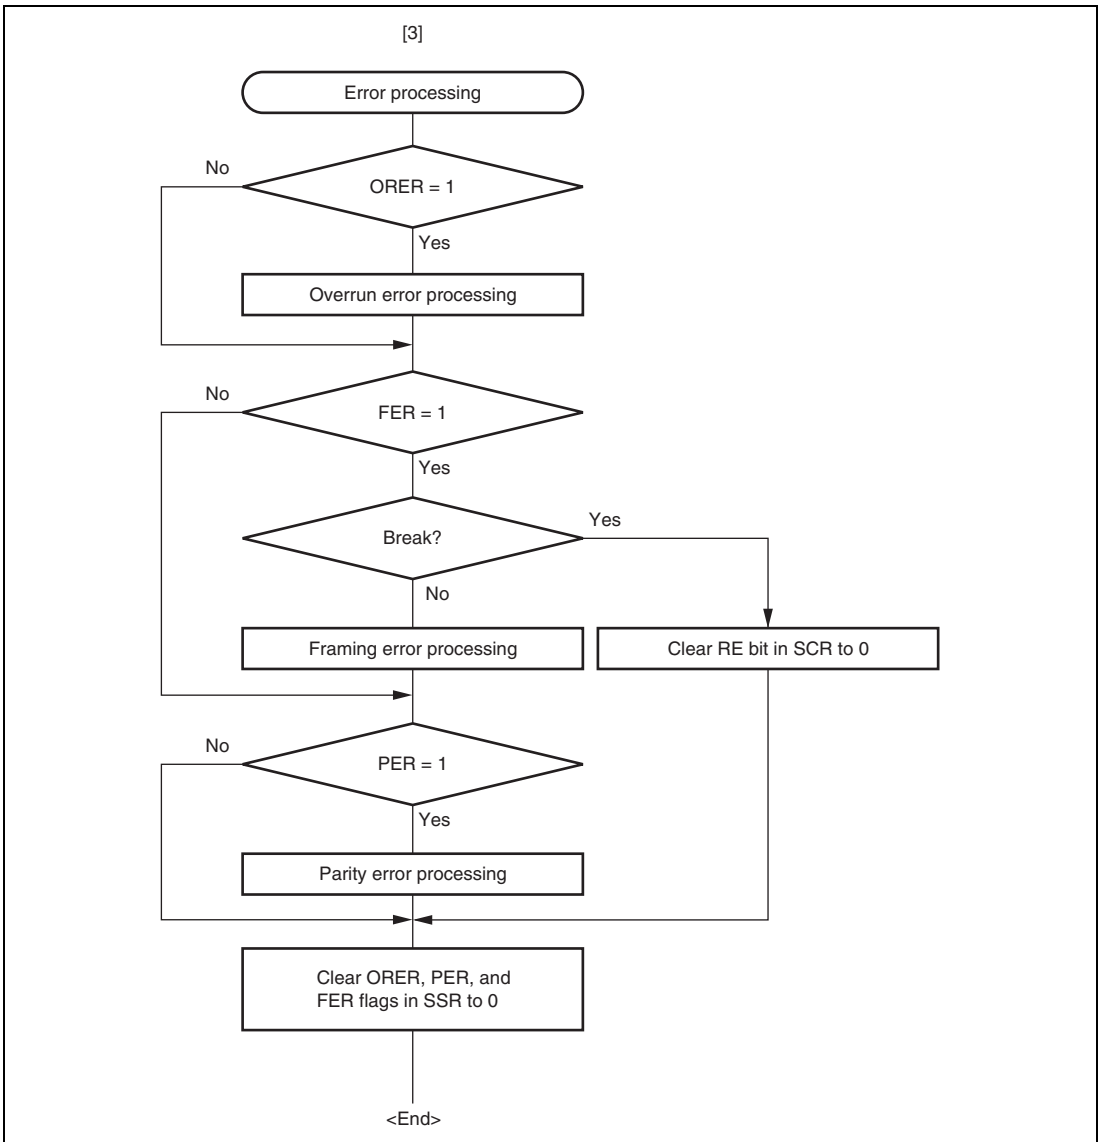 [3]
Error processing
No
ORER = 1
Yes
Overrun error processing
No
FER = 1
Yes
Break?
Yes
No
Framing error processing
Clear RE bit in SCR to 0
No
PER = 1
Yes
Parity error processing
Clear ORER, PER, and
FER flags in SSR to 0
<End>